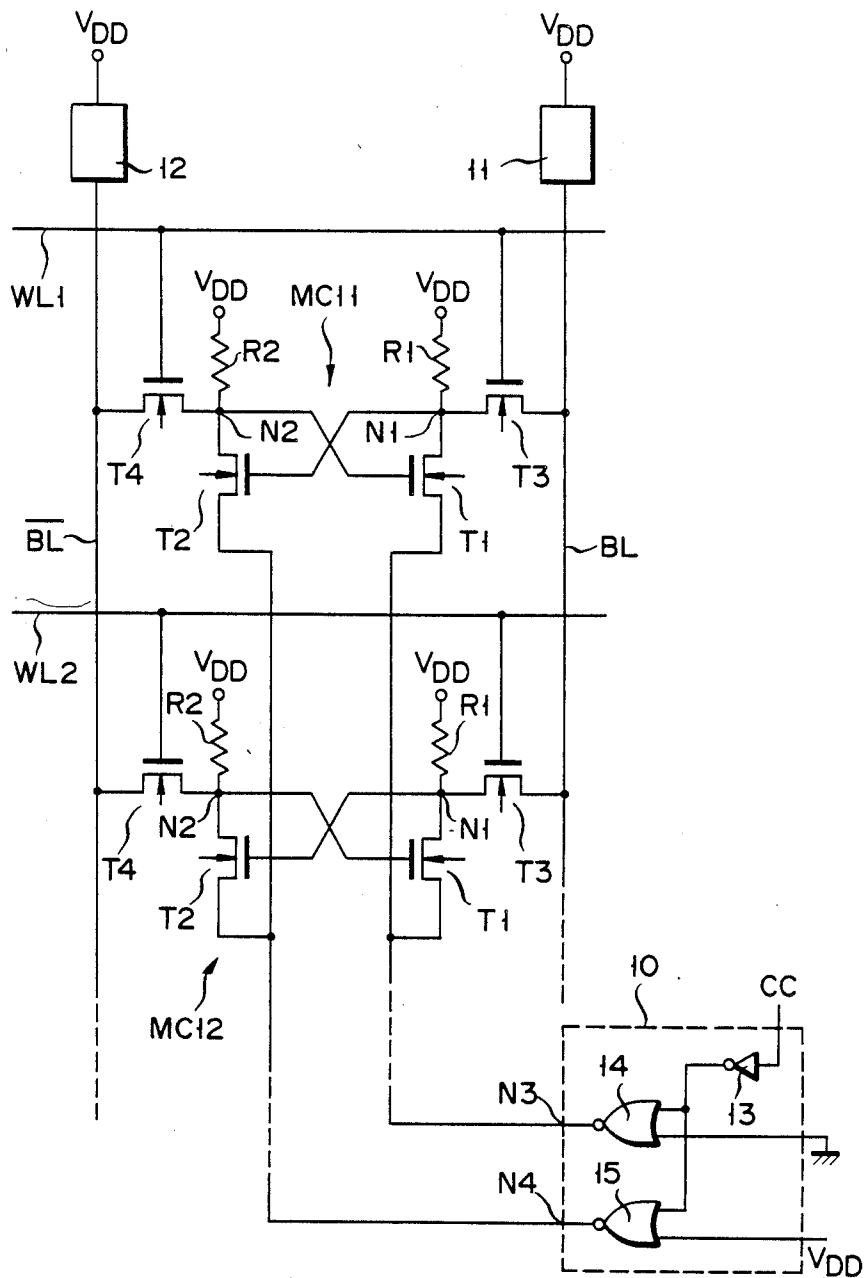 VDD VDD
12 11
WL1
VDD MC11 VDD
R2 R1
N2 N1
T4 T3
T2 T1
B̅L̅ BL
WL2
VDD VDD
R2 R1
N2 N1
T4 T3
T2 T1
MC12
10 CC
N3 14 13
N4 15
VDD